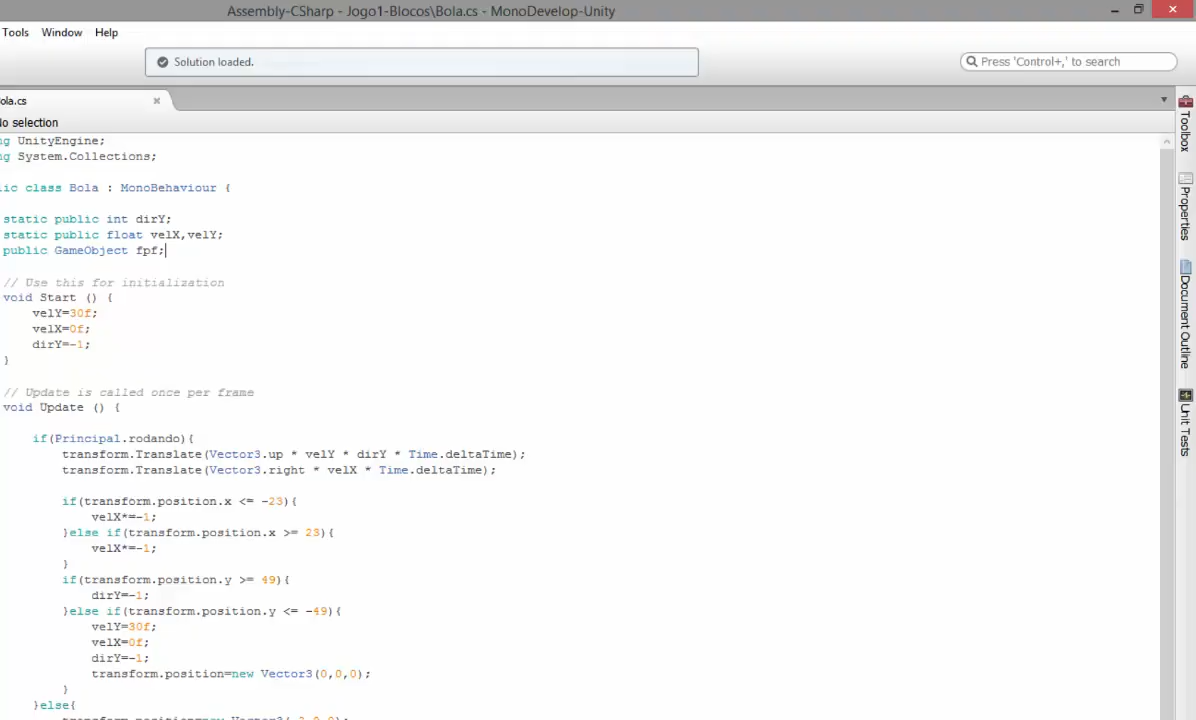 Assembly-CSharp - Jogo1-Blocos\Bola.cs - MonoDevelop-Unity
Tools Window Help
Solution loaded.
Press 'Control+,' to search
ola.cs
No selection
ng UnityEngine;
ng System.Collections;
lic class Bola : MonoBehaviour {
static public int dirY;
static public float velX,velY;
public GameObject fpf;
// Use this for initialization
void Start () {
velY=30f;
velX=0f;
dirY=-1;
}
// Update is called once per frame
void Update () {
if(Principal.rodando){
transform.Translate(Vector3.up * velY * dirY * Time.deltaTime);
transform.Translate(Vector3.right * velX * Time.deltaTime);
if(transform.position.x <= -23){
velX*=-1;
}else if(transform.position.x >= 23){
velX*=-1;
}
if(transform.position.y >= 49){
dirY=-1;
}else if(transform.position.y <= -49){
velY=30f;
velX=0f;
dirY=-1;
transform.position=new Vector3(0,0,0);
}
}else{
Toolbox
Properties
Document Outline
Unit Tests